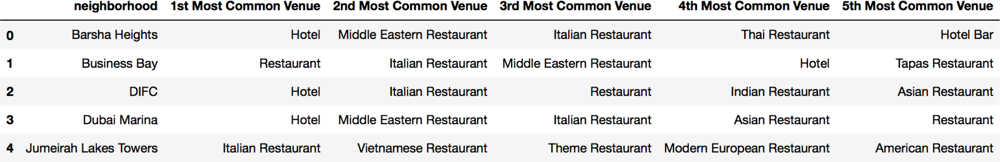 neighborhood 1st Most Common Venue 2nd Most Common Venue 3rd Most Common Venue 4th Most Common Venue 5th Most Common Venue
0 Barsha Heights Hotel Middle Eastern Restaurant Italian Restaurant Thai Restaurant Hotel Bar
1 Business Bay Restaurant Italian Restaurant Middle Eastern Restaurant Hotel Tapas Restaurant
2 DIFC Hotel Italian Restaurant Restaurant Indian Restaurant Asian Restaurant
3 Dubai Marina Hotel Middle Eastern Restaurant Italian Restaurant Asian Restaurant Restaurant
4 Jumeirah Lakes Towers Italian Restaurant Vietnamese Restaurant Theme Restaurant Modern European Restaurant American Restaurant